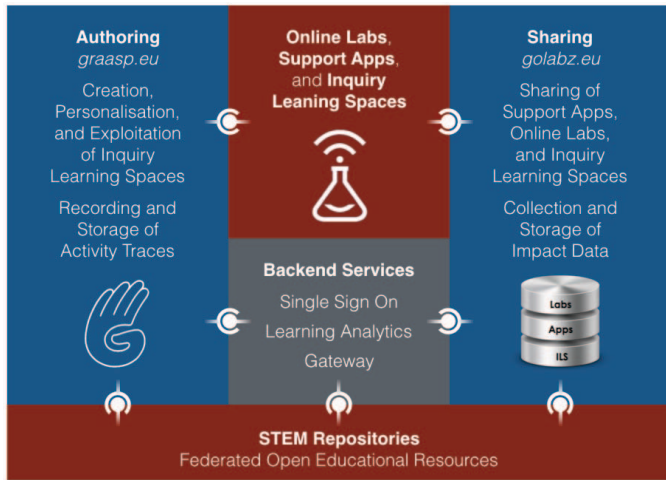 Authoring
graasp.eu
Creation,
Personalisation,
and Exploitation
of Inquiry
Learning Spaces
Recording and
Storage of
Activity Traces
Online Labs,
Support Apps,
and Inquiry
Leaning Spaces
Backend Services
Single Sign On
Learning Analytics
Gateway
Sharing
golabz.eu
Sharing of
Support Apps,
Online Labs,
and Inquiry
Learning Spaces
Collection and
Storage of
Impact Data
Labs
Apps
ILS
STEM Repositories
Federated Open Educational Resources